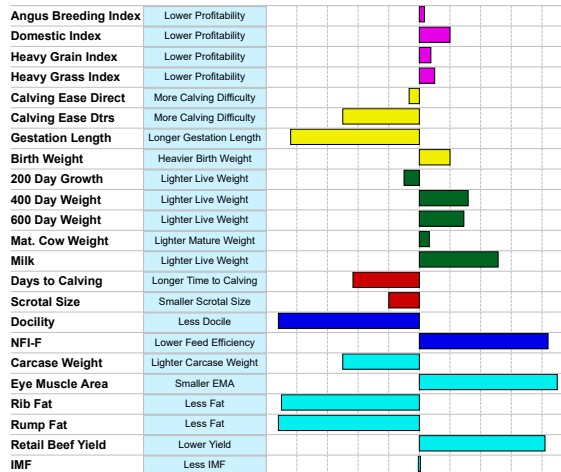 Angus Breeding Index Lower Profitability
Domestic Index Lower Profitability
Heavy Grain Index Lower Profitability
Heavy Grass Index Lower Profitability
Calving Ease Direct More Calving Difficulty
Calving Ease Dtrs More Calving Difficulty
Gestation Length Longer Gestation Length
Birth Weight Heavier Birth Weight
200 Day Growth Lighter Live Weight
400 Day Weight Lighter Live Weight
600 Day Weight Lighter Live Weight
Mat. Cow Weight Lighter Mature Weight
Milk Lighter Live Weight
Days to Calving Longer Time to Calving
Scrotal Size Smaller Scrotal Size
Docility Less Docile
NFI-F Lower Feed Efficiency
Carcase Weight Lighter Carcase Weight
Eye Muscle Area Smaller EMA
Rib Fat Less Fat
Rump Fat Less Fat
Retail Beef Yield Lower Yield
IMF Less IMF